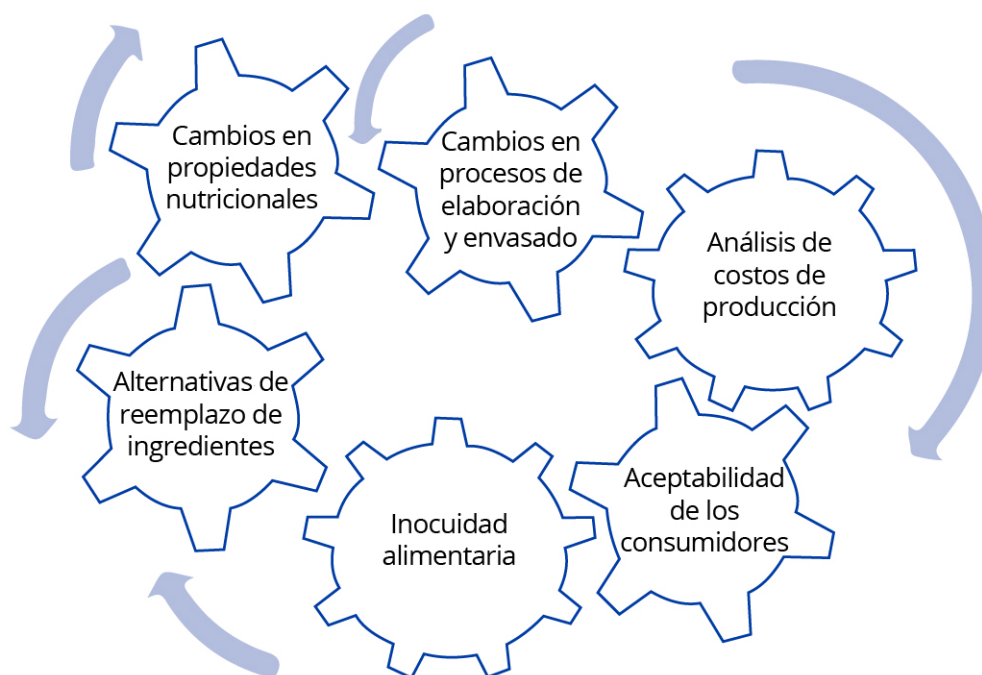 Cambios en
propiedades
nutricionales
Cambios en
procesos de
elaboración
y envasado
Análisis de
costos de
producción
Alternativas de
reemplazo de
ingredientes
Inocuidad
alimentaria
Aceptabilidad
de los
consumidores